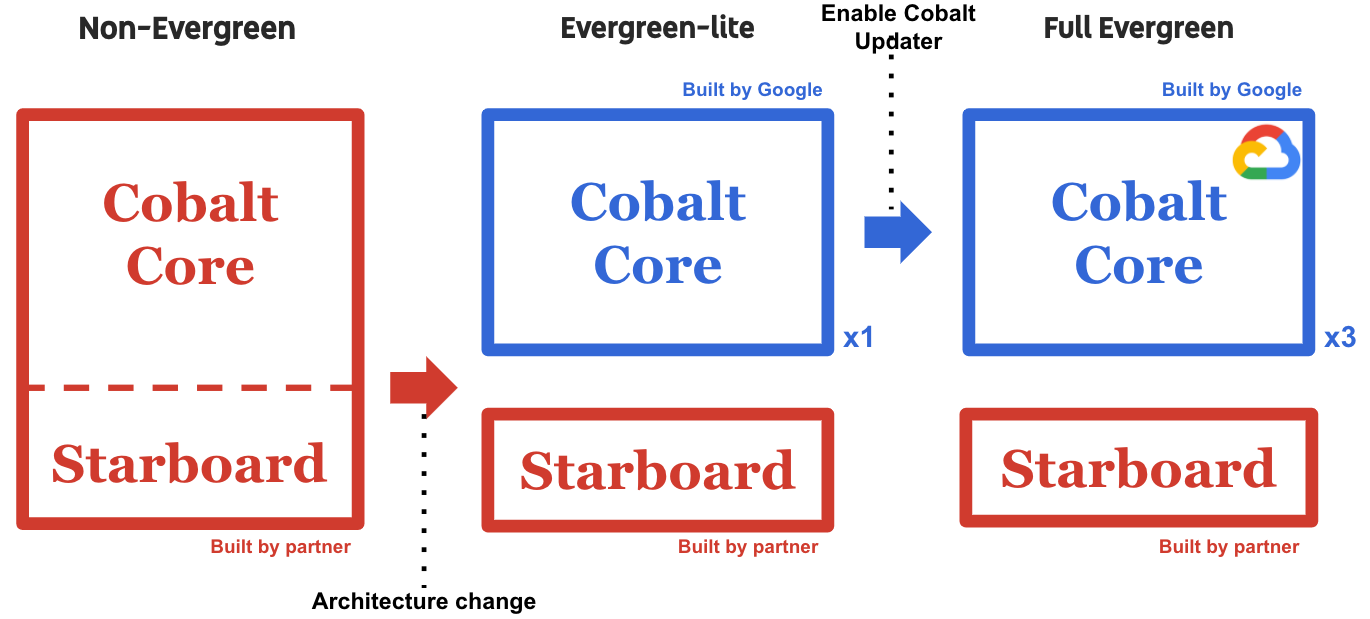 Non-Evergreen
Cobalt
Core
Starboard
Built by partner
Architecture change
Evergreen-lite
Built by Google
Cobalt
Core
x1
Starboard
Built by partner
Enable Cobalt
Updater
Full Evergreen
Built by Google
Cobalt
Core
x3
Starboard
Built by partner